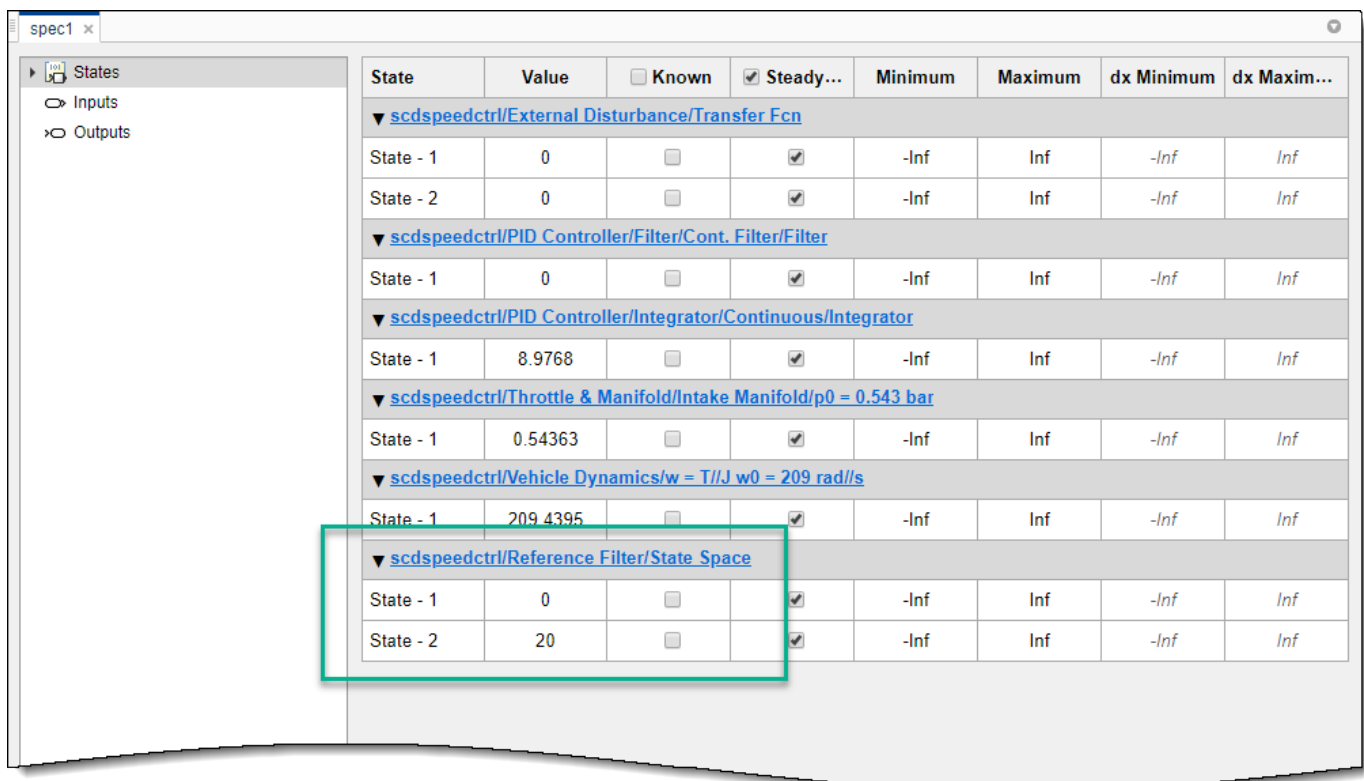 spec1 ×
States
Inputs
Outputs
State Value Known Steady... Minimum Maximum dx Minimum dx Maxim...
scdspeedctrl/External Disturbance/Transfer Fcn
State - 1 0 -Inf Inf -Inf Inf
State - 2 0 -Inf Inf -Inf Inf
scdspeedctrl/PID Controller/Filter/Cont. Filter/Filter
State - 1 0 -Inf Inf -Inf Inf
scdspeedctrl/PID Controller/Integrator/Continuous/Integrator
State - 1 8.9768 -Inf Inf -Inf Inf
scdspeedctrl/Throttle & Manifold/Intake Manifold/p0 = 0.543 bar
State - 1 0.54363 -Inf Inf -Inf Inf
scdspeedctrl/Vehicle Dynamics/w = T//J w0 = 209 rad//s
State - 1 209.4395 -Inf Inf -Inf Inf
scdspeedctrl/Reference Filter/State Space
State - 1 0 -Inf Inf -Inf Inf
State - 2 20 -Inf Inf -Inf Inf